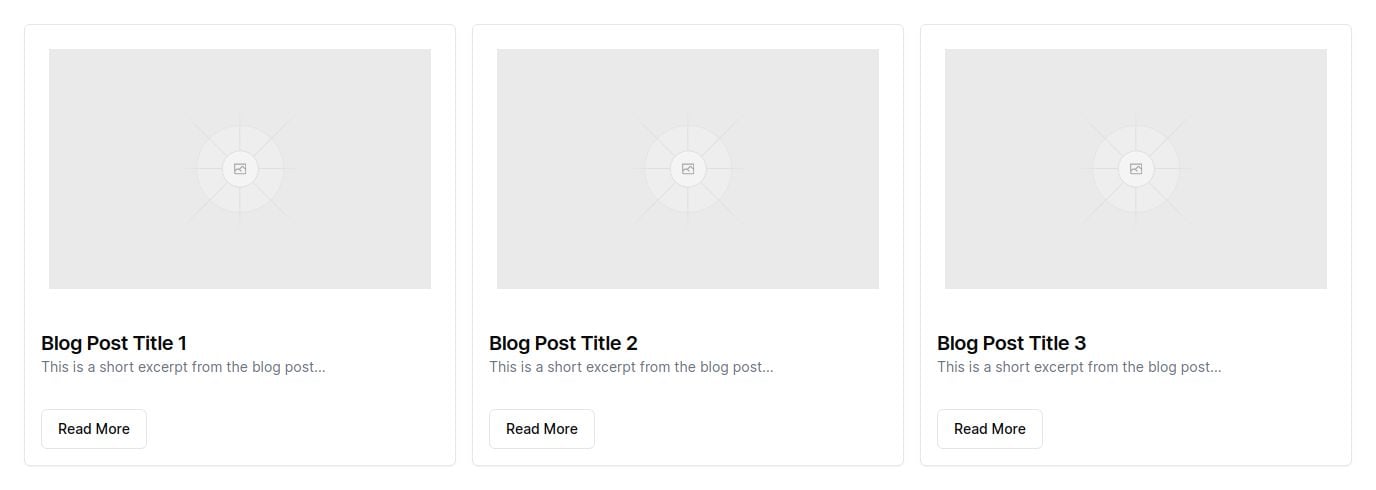 Blog Post Title 1
This is a short excerpt from the blog post...
Read More
Blog Post Title 2
This is a short excerpt from the blog post...
Read More
Blog Post Title 3
This is a short excerpt from the blog post...
Read More